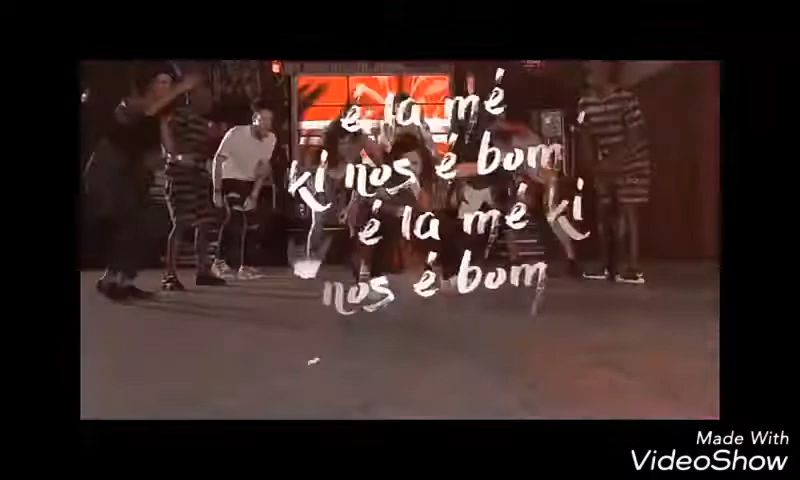 é la mé
ki nos é bom
é la mé ki
nos é bom
Made With
VideoShow